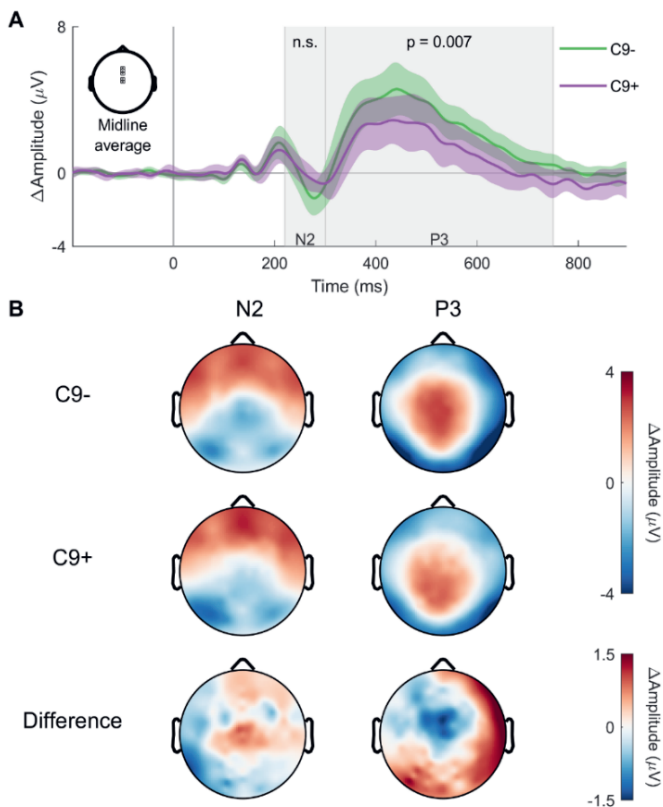 A
8
4
0
-4
ΔAmplitude (μV)
Midline
average
n.s.
p = 0.007
C9-
C9+
N2
P3
0
200
400
600
800
Time (ms)
B
N2
P3
C9-
C9+
Difference
4
0
-4
ΔAmplitude (μV)
1.5
0
-1.5
ΔAmplitude (μV)